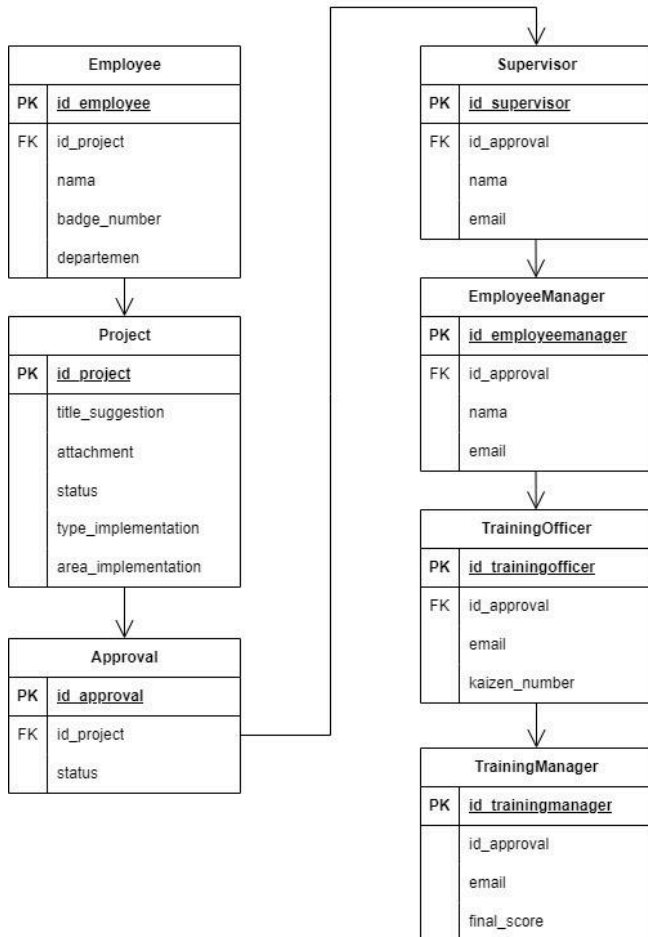 Employee
PK id_employee
FK id_project
nama
badge_number
departemen
Project
PK id_project
title_suggestion
attachment
status
type_implementation
area_implementation
Approval
PK id_approval
FK id_project
status
Supervisor
PK id_supervisor
FK id_approval
nama
email
EmployeeManager
PK id_employeemanager
FK id_approval
nama
email
TrainingOfficer
PK id_trainingofficer
FK id_approval
email
kaizen_number
TrainingManager
PK id_trainingmanager
id_approval
email
final_score